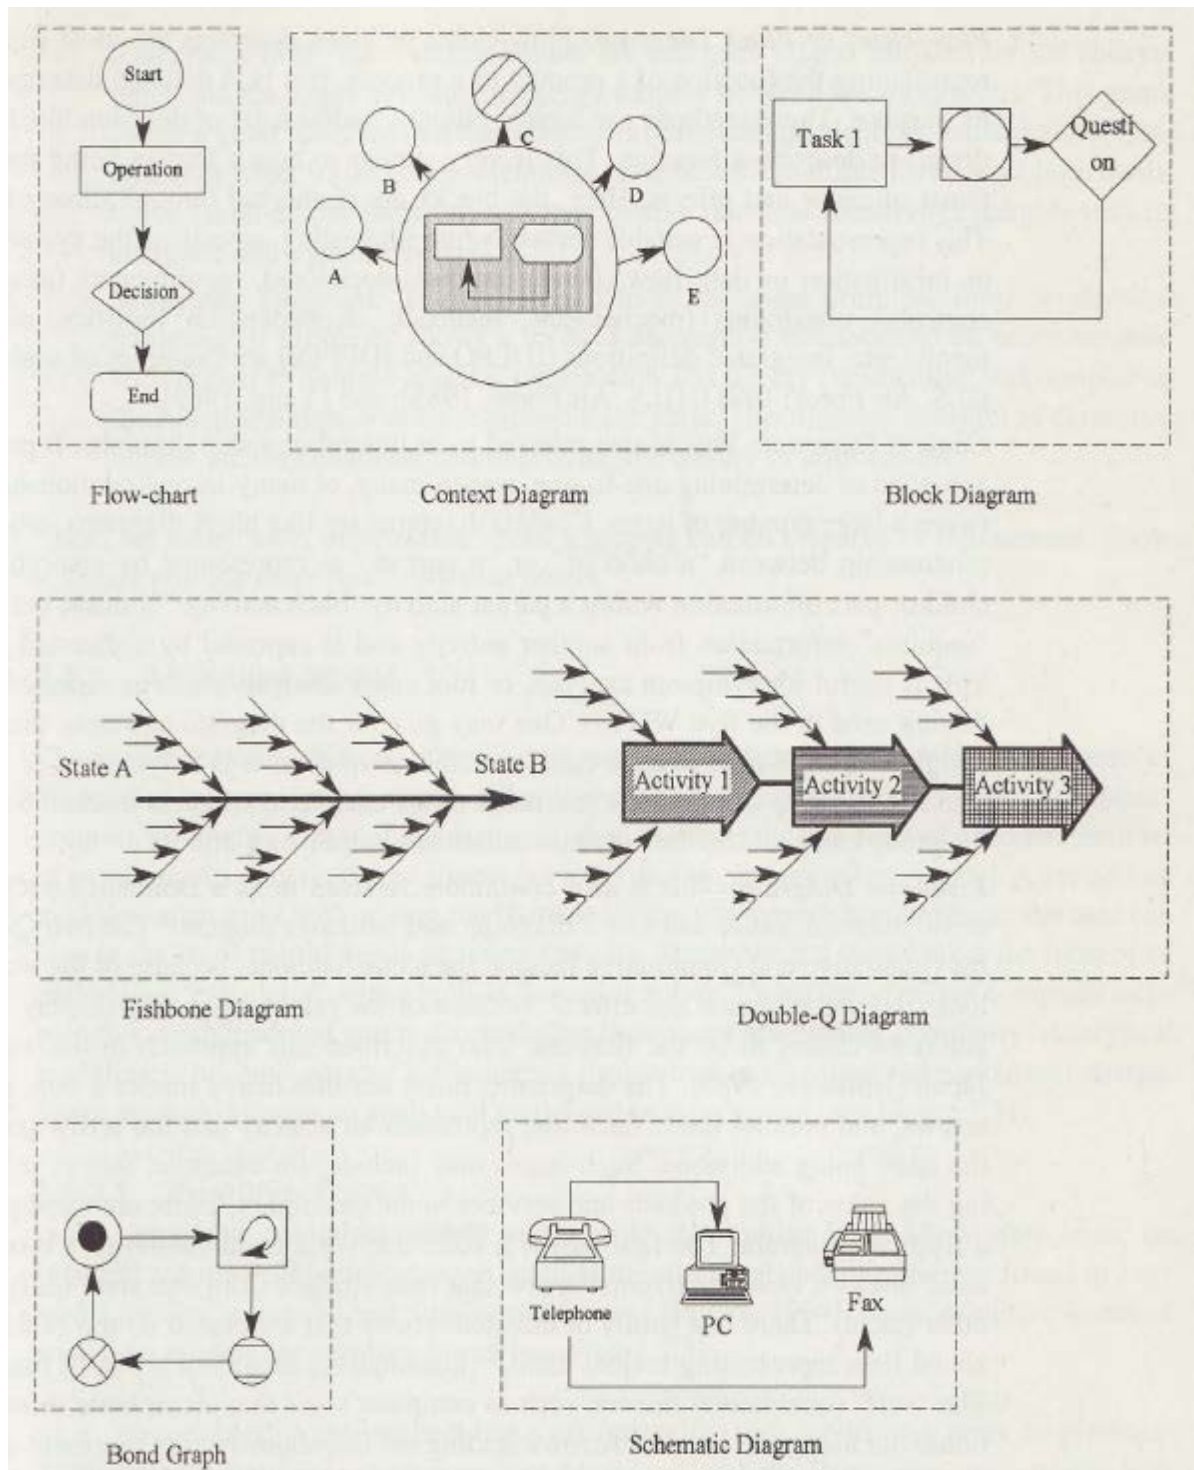 Start
Operation
Decision
End
Flow-chart
A
B
C
D
E
Context Diagram
Task 1
Questi
on
Block Diagram
State A
State B
Fishbone Diagram
Activity 1
Activity 2
Activity 3
Double-Q Diagram
Bond Graph
Telephone
PC
Fax
Schematic Diagram